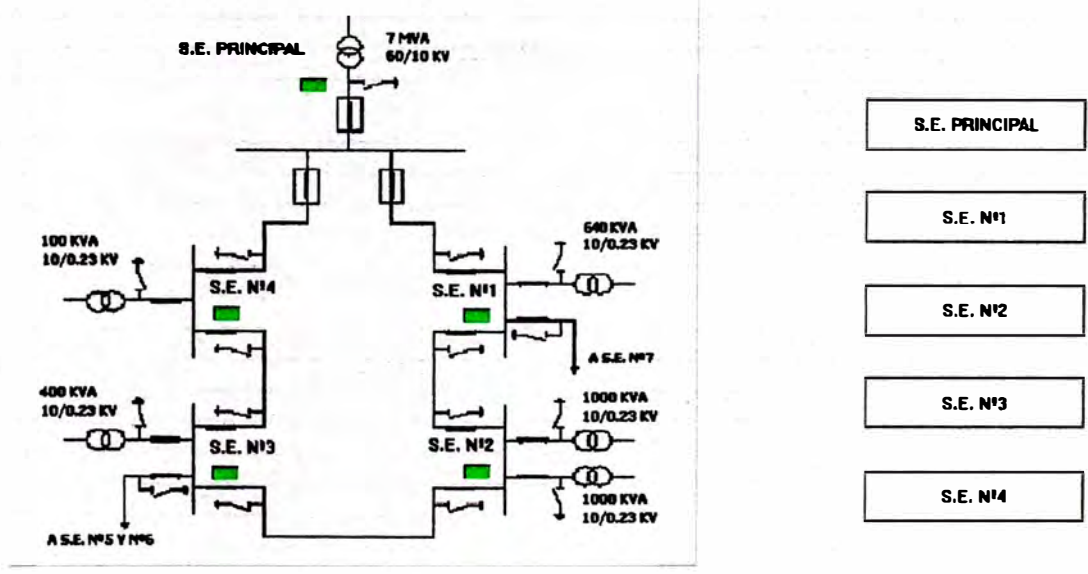 S.E. PRINCIPAL
7 MVA
60/10 KV
100 KVA
10/0.23 KV
S.E. Nº4
640 KVA
10/0.23 KV
S.E. Nº1
A S.E. Nº7
400 KVA
10/0.23 KV
S.E. Nº3
A S.E. Nº5 Y Nº6
1000 KVA
10/0.23 KV
S.E. Nº2
1000 KVA
10/0.23 KV
S.E. PRINCIPAL
S.E. Nº1
S.E. Nº2
S.E. Nº3
S.E. Nº4